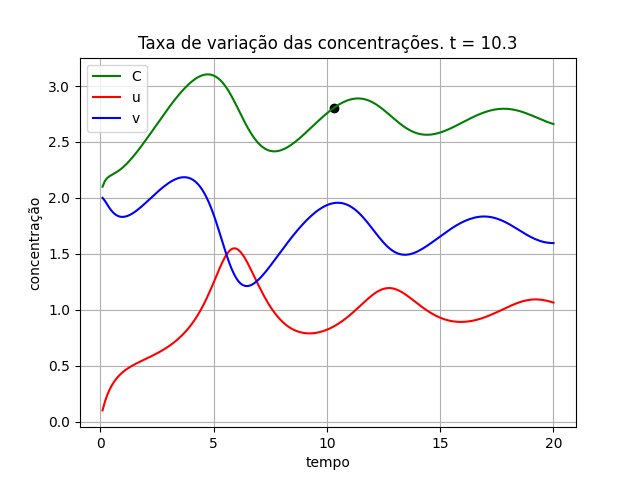 Taxa de variação das concentrações. t = 10.3
C
u
v
concentração
3.0
2.5
2.0
1.5
1.0
0.5
0.0
0 5 10 15 20
tempo